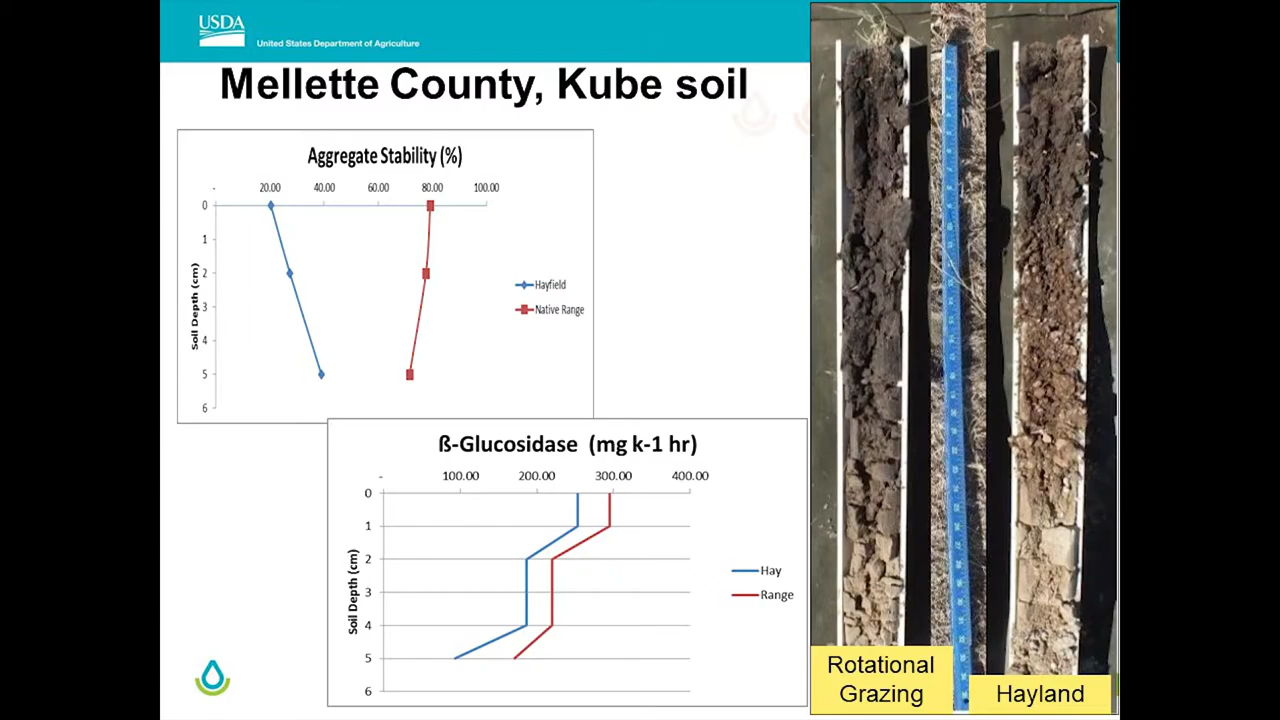 USDA
United States Department of Agriculture
Mellette County, Kube soil
Aggregate Stability (%)
- 20.00 40.00 60.00 80.00 100.00
0
1
2
3
4
5
6
Soil Depth (cm)
Hayfield
Native Range
ß-Glucosidase (mg k-1 hr)
- 100.00 200.00 300.00 400.00
0
1
2
3
4
5
6
Soil Depth (cm)
Hay
Range
Rotational
Grazing
Hayland